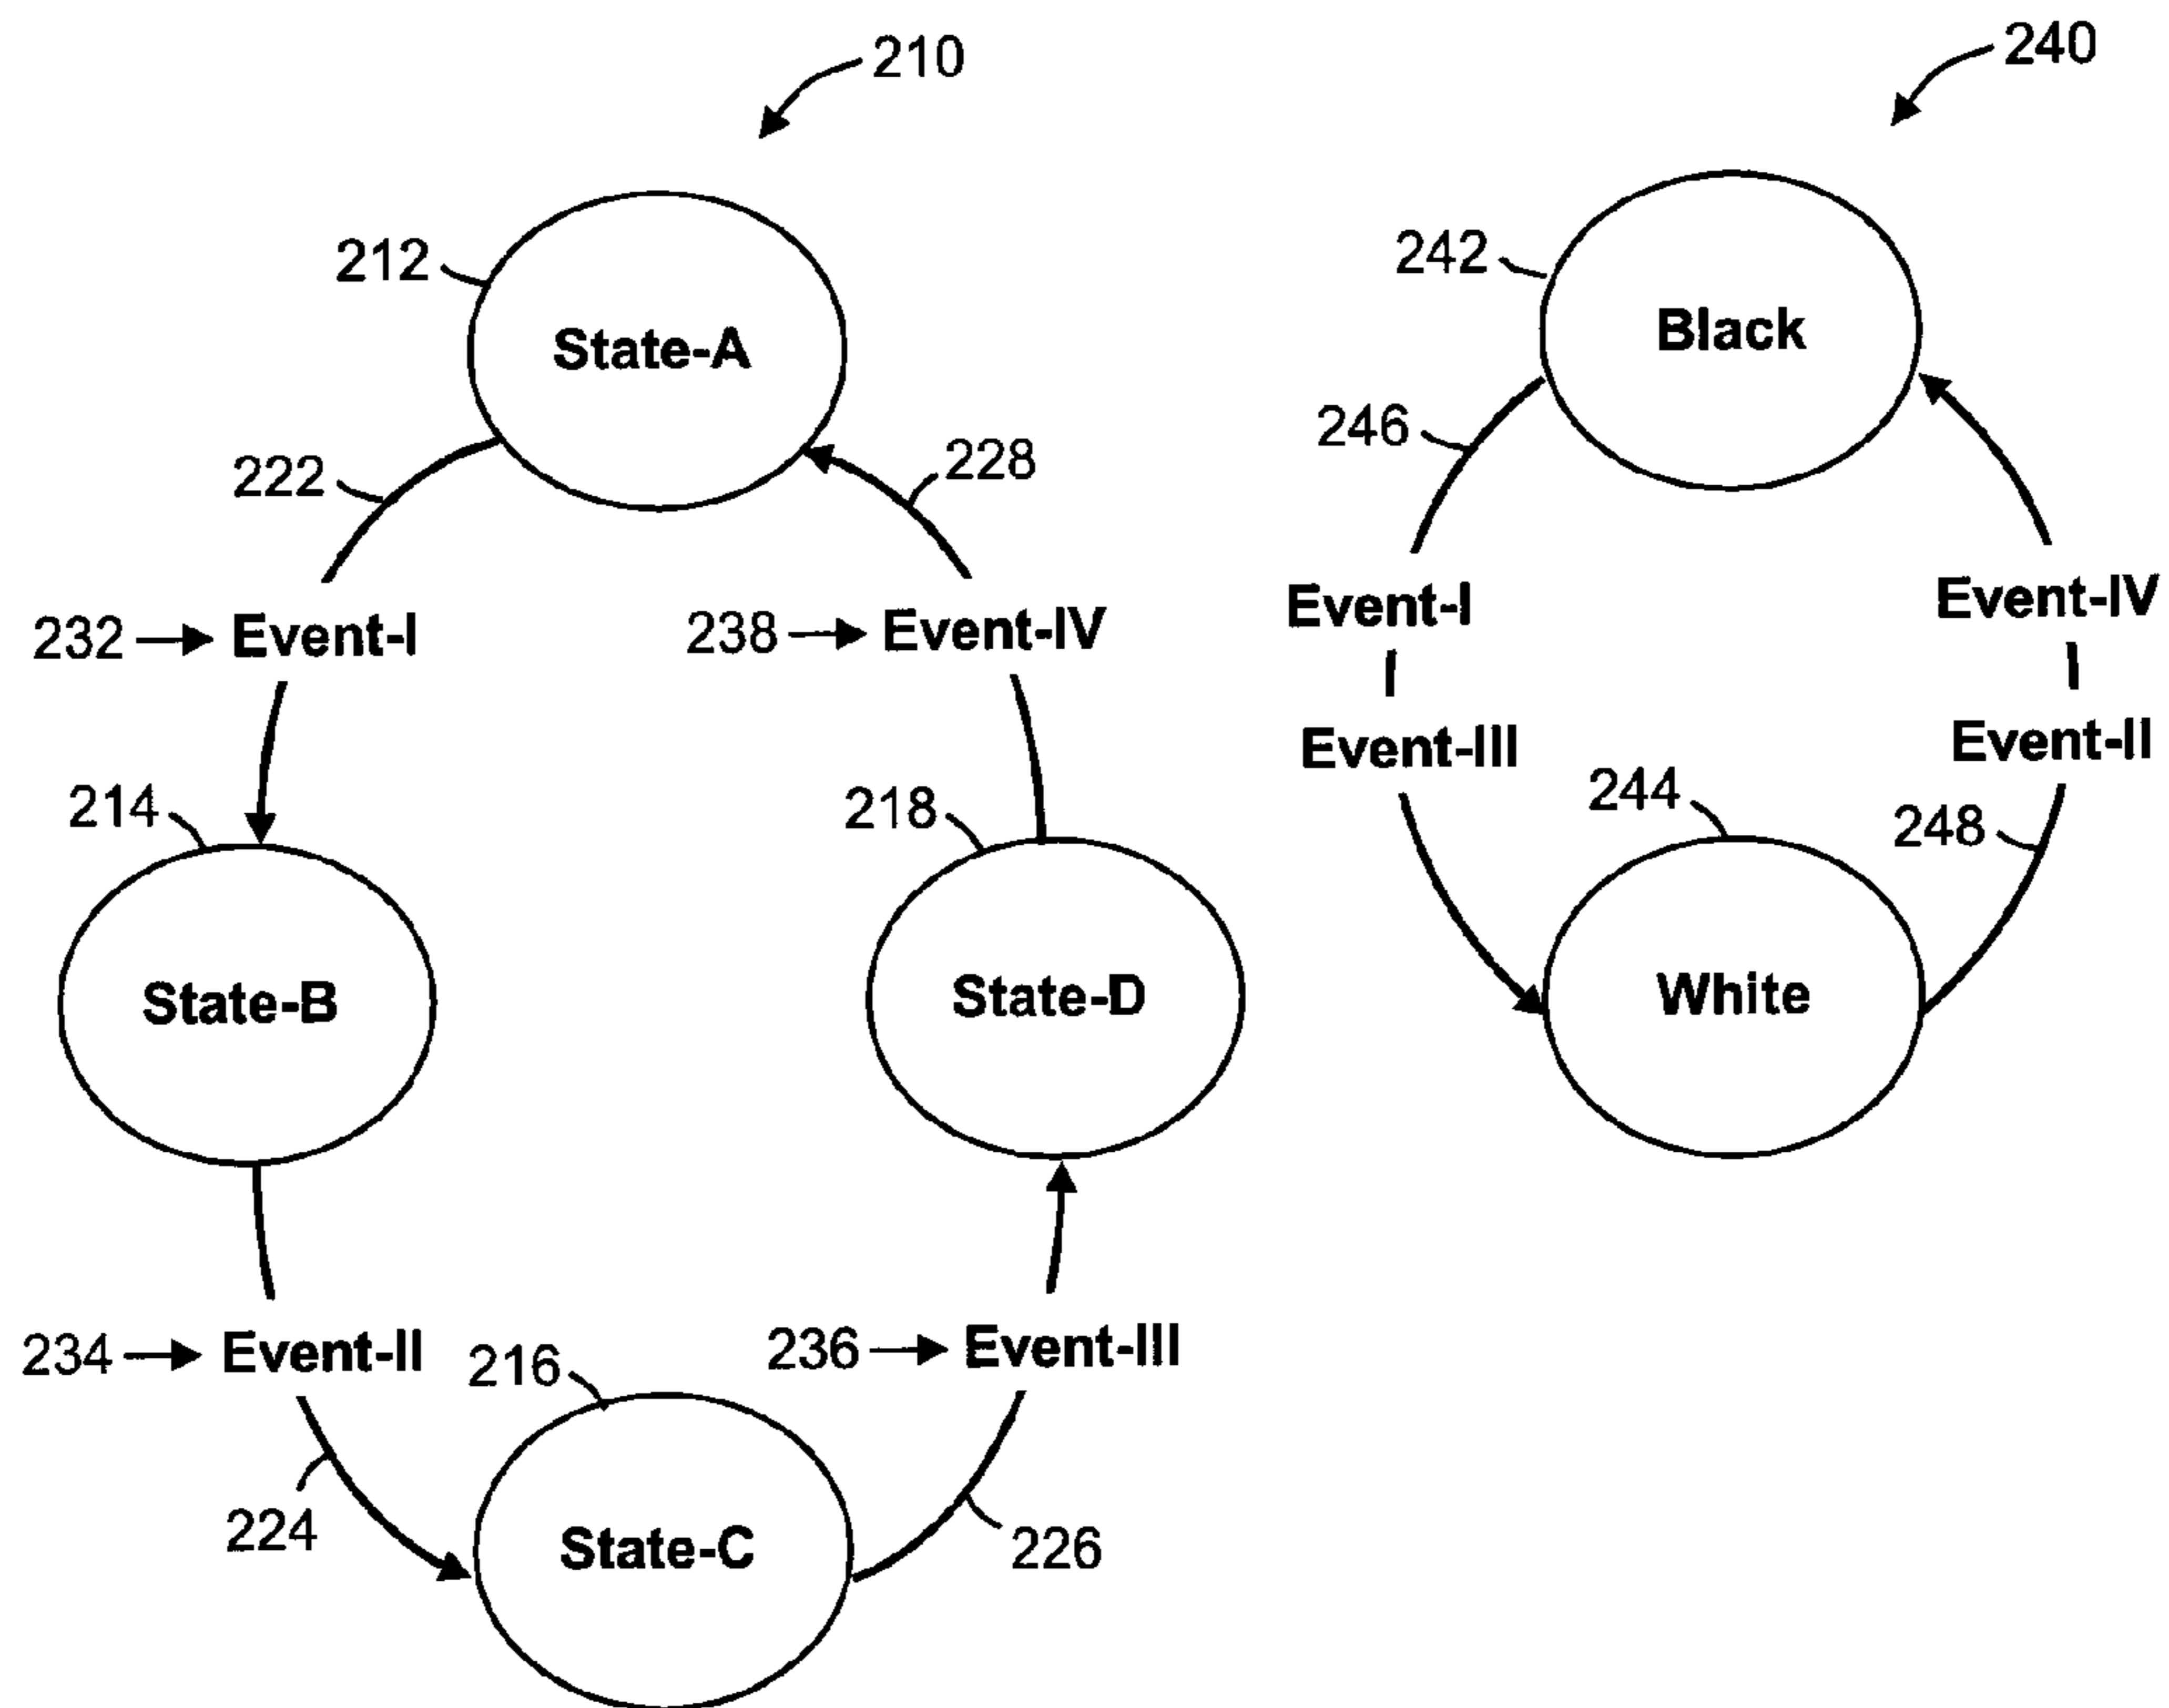 210
240
212
State-A
242
Black
222
228
246
232
Event-I
238
Event-IV
Event-I
I
Event-III
Event-IV
I
Event-II
214
218
244
248
State-B
State-D
White
234
Event-II
216
236
Event-III
224
State-C
226